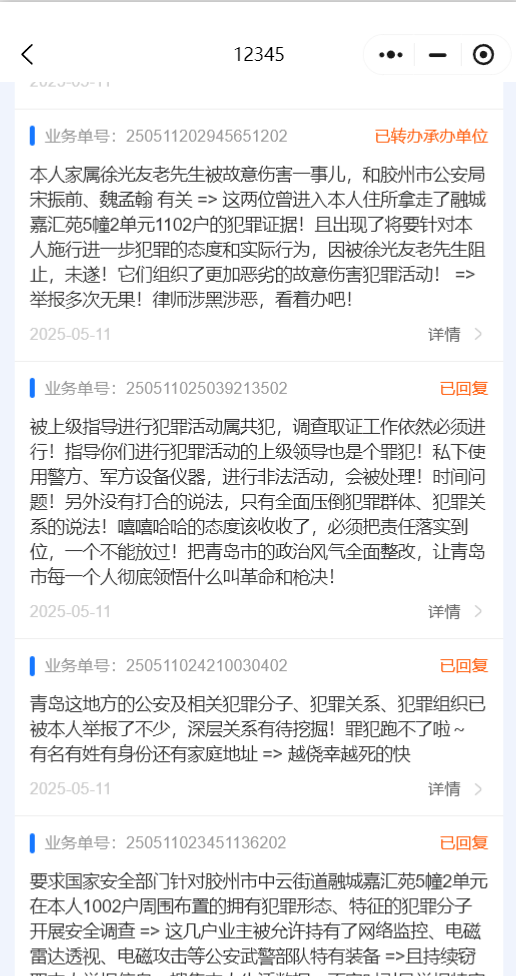 12345
2025-05-11
业务单号：250511202945651202 已转办承办单位
本人家属徐光友老先生被故意伤害一事儿，和胶州市公安局
宋振前、魏孟翰 有关 => 这两位曾进入本人住所拿走了融城
嘉汇苑5幢2单元1102户的犯罪证据！且出现了将要针对本
人施行进一步犯罪的态度和实际行为，因被徐光友老先生阻
止，未遂！它们组织了更加恶劣的故意伤害犯罪活动！ =>
举报多次无果！律师涉黑涉恶，看着办吧！
2025-05-11 详情
业务单号：250511025039213502 已回复
被上级指导进行犯罪活动属共犯，调查取证工作依然必须进
行！指导你们进行犯罪活动的上级领导也是个罪犯！私下使
用警方、军方设备仪器，进行非法活动，会被处理！时间问
题！另外没有打合的说法，只有全面压倒犯罪群体、犯罪关
系的说法！嘻嘻哈哈的态度该收收了，必须把责任落实到
位，一个不能放过！把青岛市的政治风气全面整改，让青岛
市每一个人彻底领悟什么叫革命和枪决！
2025-05-11 详情
业务单号：250511024210030402 已回复
青岛这地方的公安及相关犯罪分子、犯罪关系、犯罪组织已
被本人举报了不少，深层关系有待挖掘！罪犯跑不了啦～
有名有姓有身份还有家庭地址 => 越侥幸越死的快
2025-05-11 详情
业务单号：250511023451136202 已回复
要求国家安全部门针对胶州市中云街道融城嘉汇苑5幢2单元
在本人1002户周围布置的拥有犯罪形态、特征的犯罪分子
开展安全调查 => 这几户业主被允许持有了网络监控、电磁
雷达透视、电磁攻击等公安武警部队特有装备 =>且持续窃